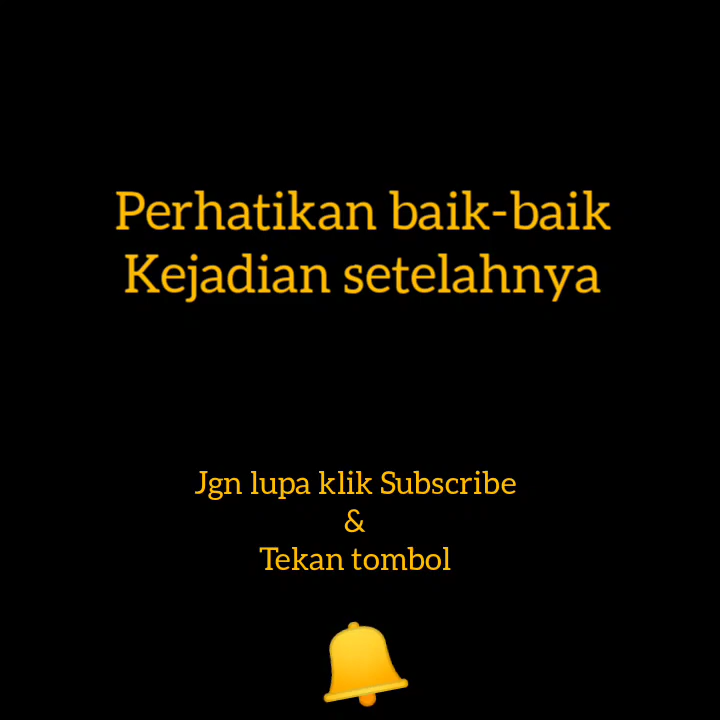 Perhatikan baik-baik
Kejadian setelahnya
Jgn lupa klik Subscribe
&
Tekan tombol